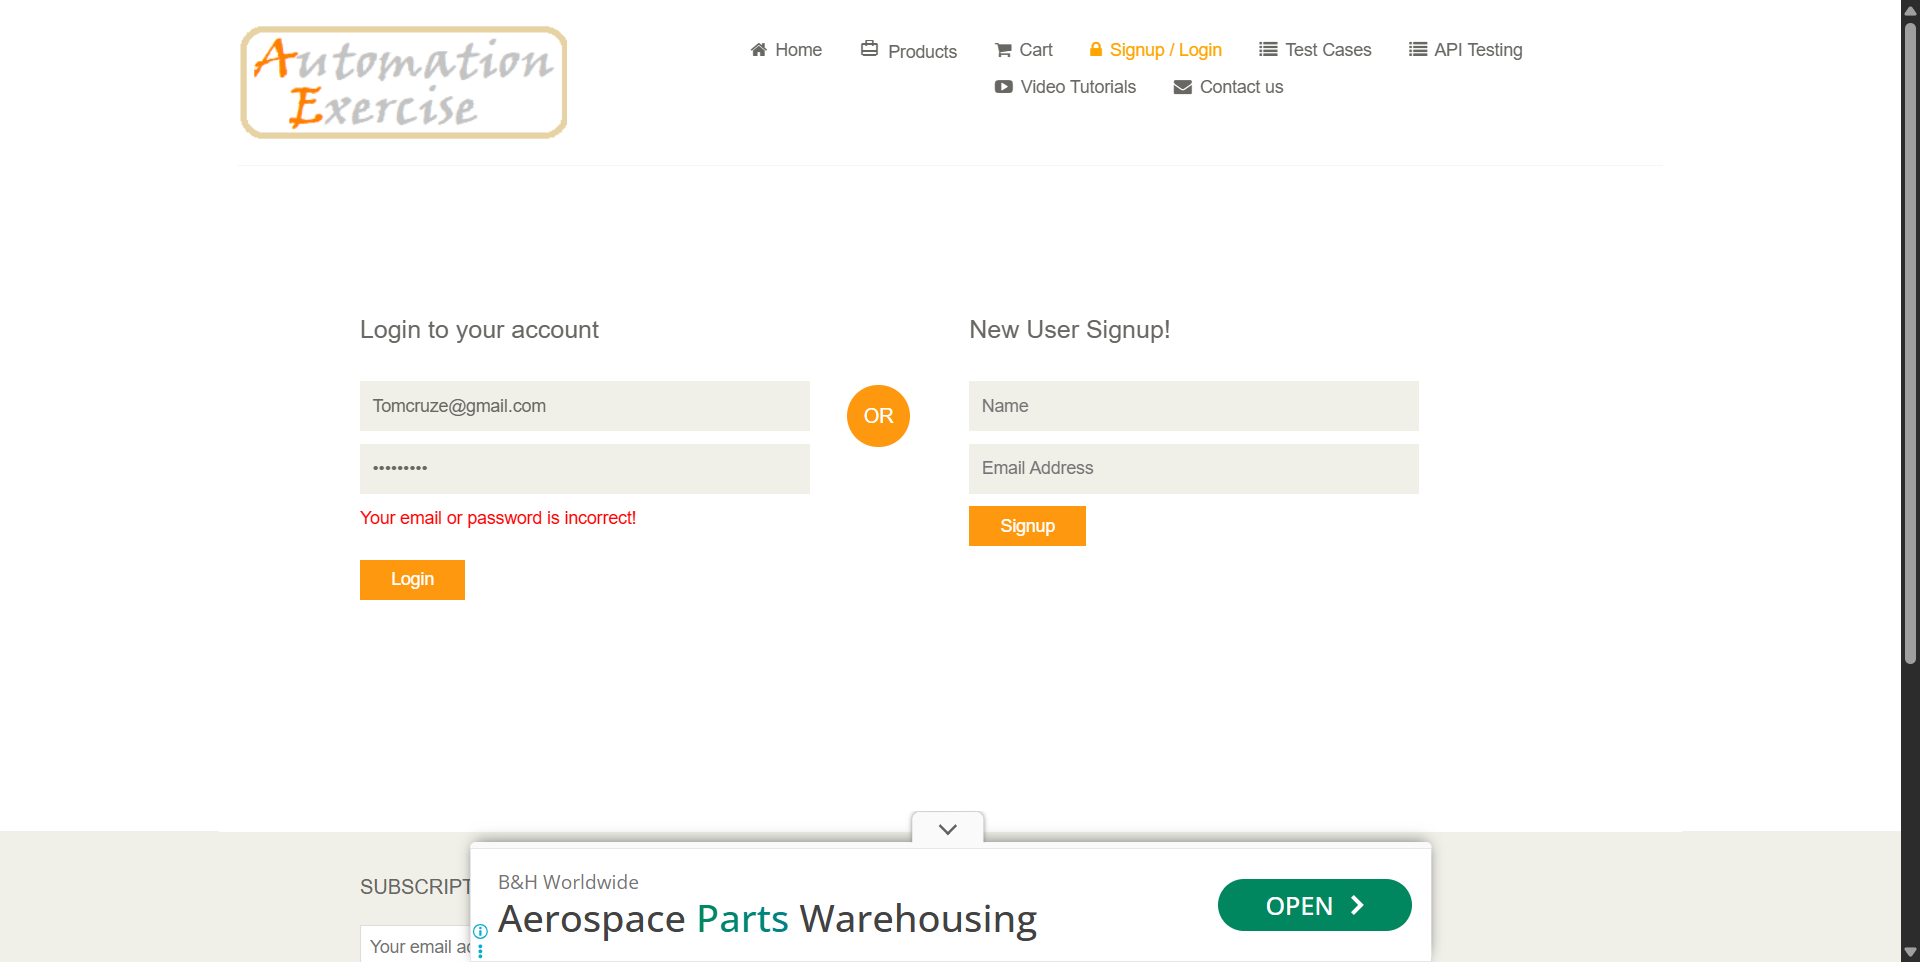 Automation
Exercise
Home
Products
Cart
Signup / Login
Test Cases
API Testing
Video Tutorials
Contact us
Login to your account
Tomcruze@gmail.com
•••••••••
Your email or password is incorrect!
Login
OR
New User Signup!
Name
Email Address
Signup
SUBSCRIPT
Your email ac
B&H Worldwide
Aerospace Parts Warehousing
OPEN